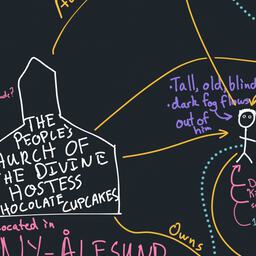 THE
PEOPLE'S
CHURCH OF
THE DIVINE
HOSTESS
CHOCOLATE CUPCAKES
located in
NY-ÅLESUND
• Tall, old, blind
• dark fog flows
out of
him
Owns